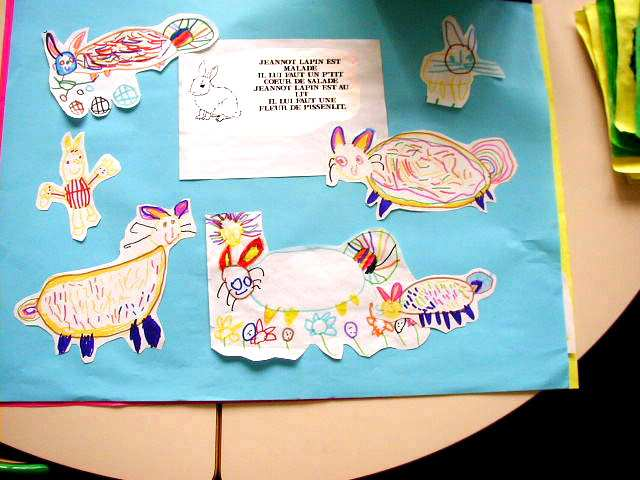 JEANNOT LAPIN EST
MALADE
IL LUI FAUT UN P'TIT
COEUR DE SALADE
JEANNOT LAPIN EST AU
LIT
IL LUI FAUT UNE
FLEUR DE PISSENLIT.